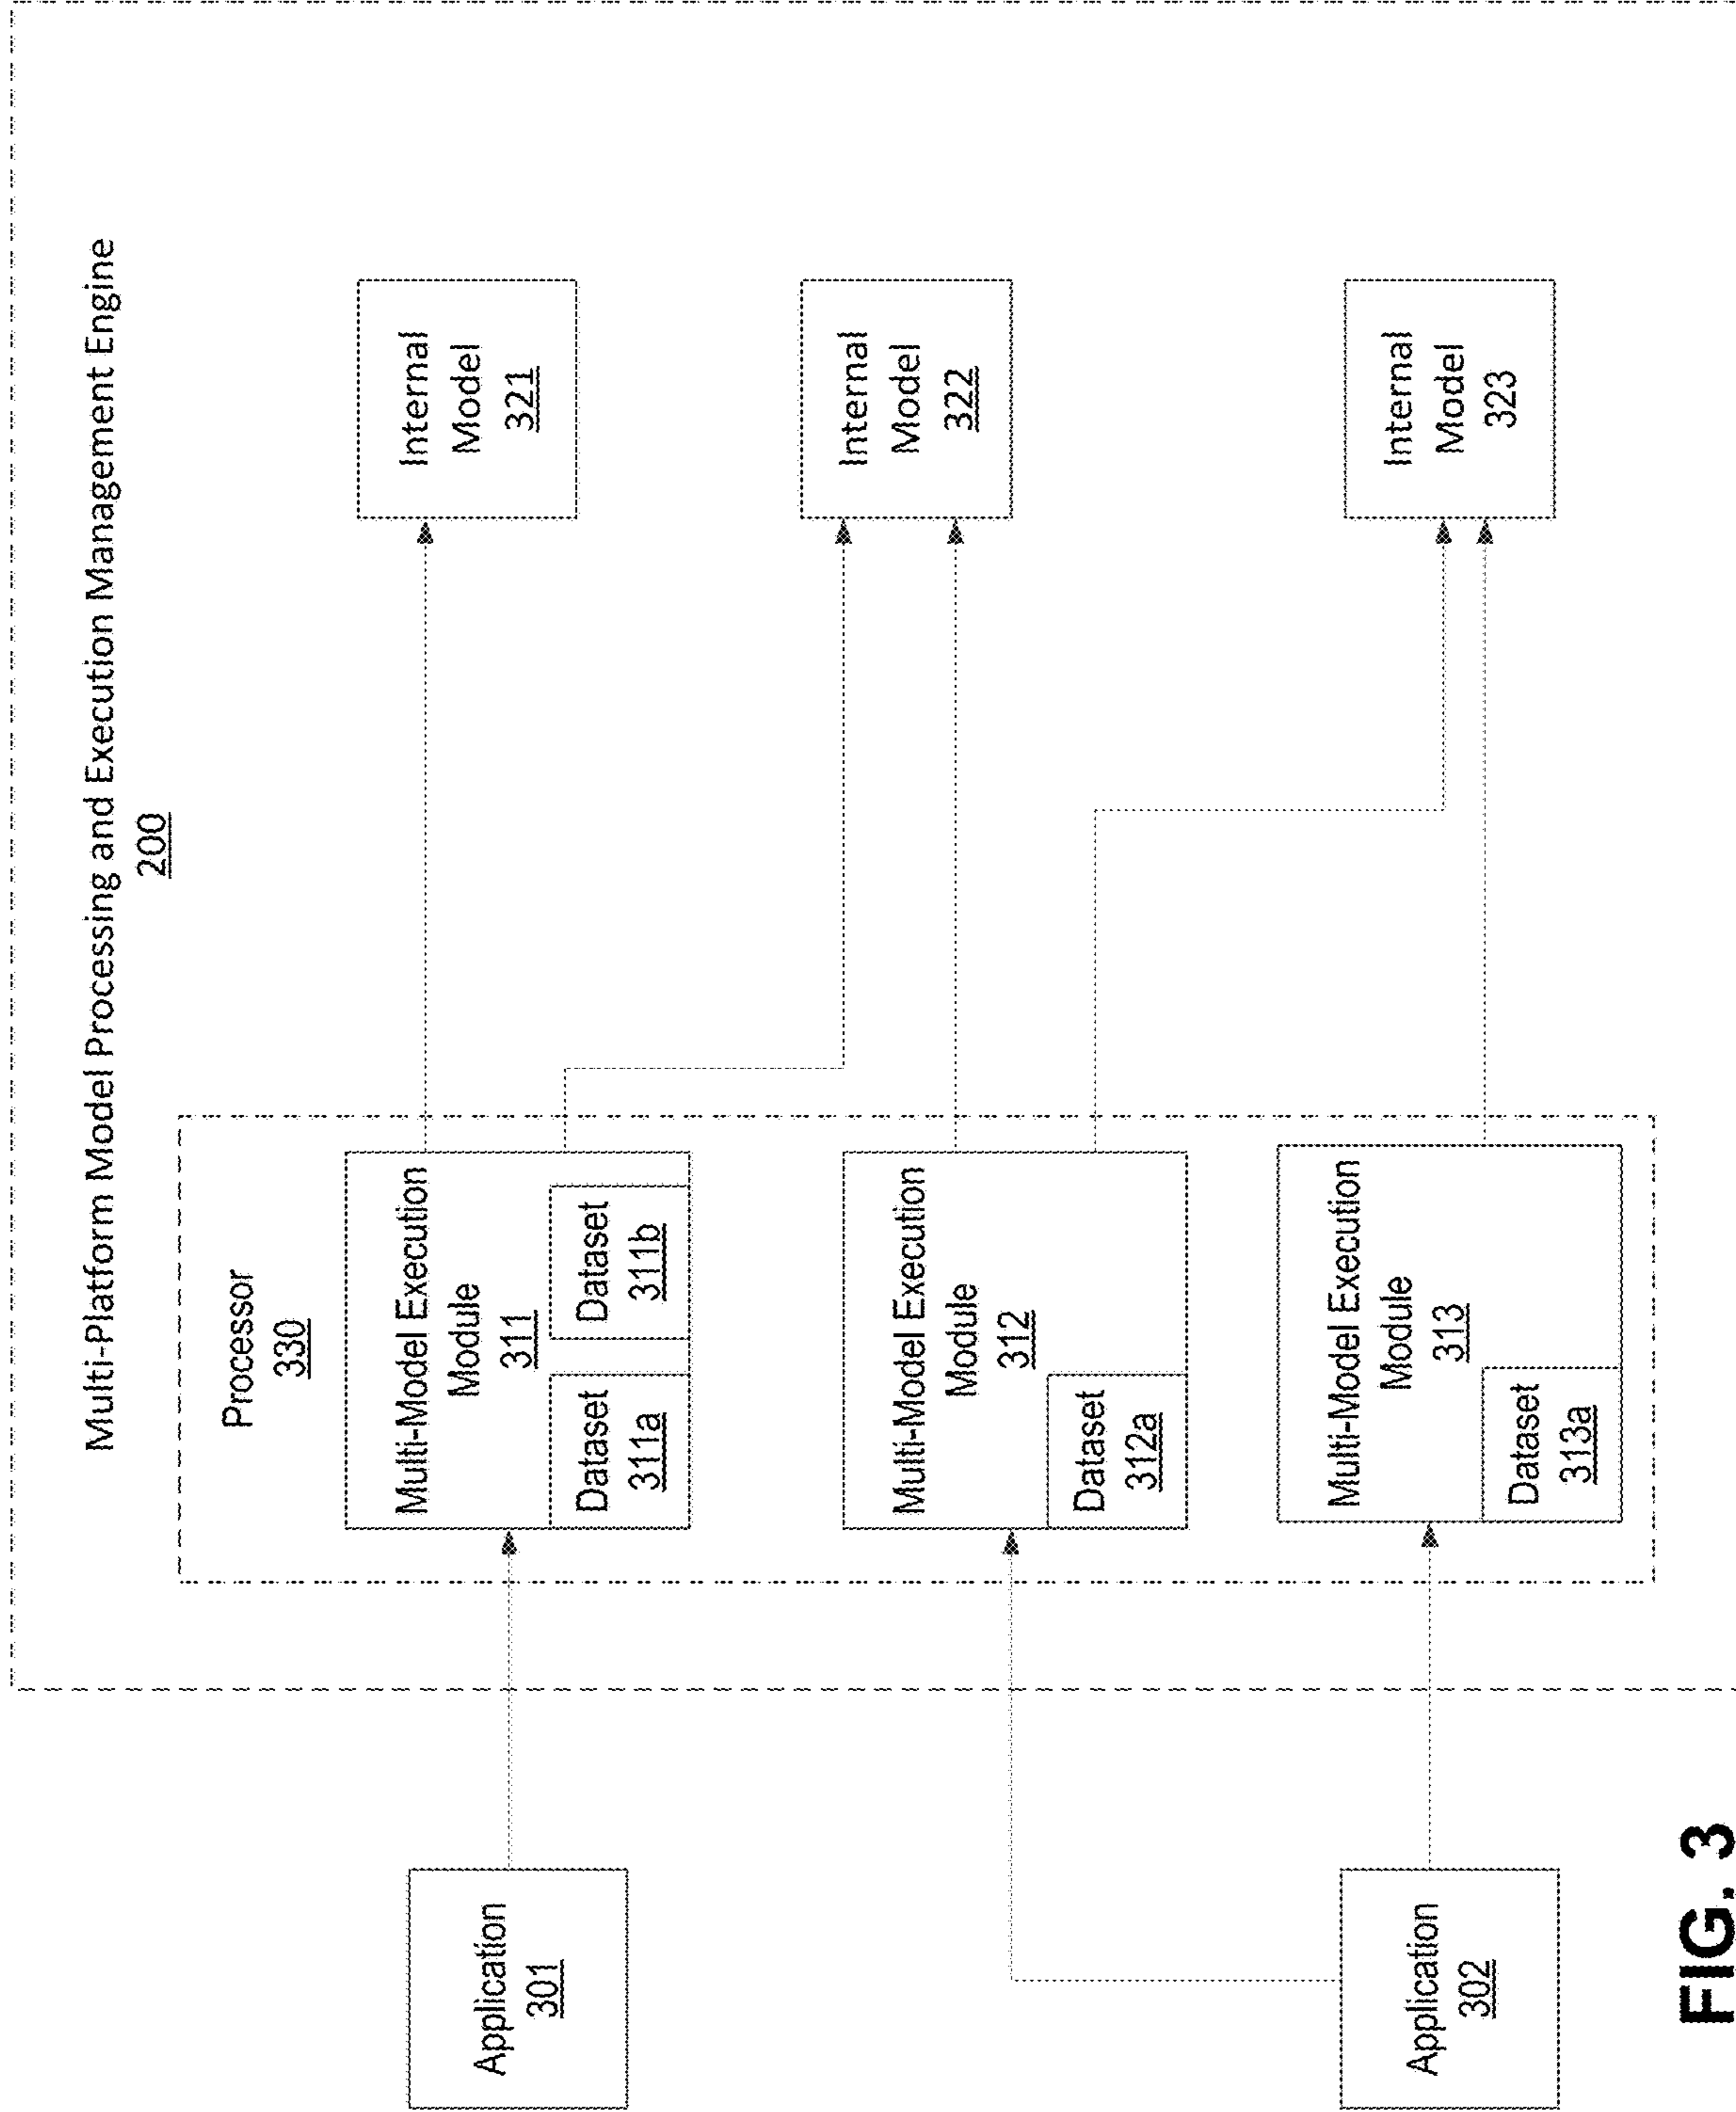 Multi-Platform Model Processing and Execution Management Engine
200
Processor
330
Application
301
Multi-Model Execution
Module
311
Dataset
311a
Dataset
311b
Internal
Model
321
Multi-Model Execution
Module
312
Dataset
312a
Internal
Model
322
Application
302
Multi-Model Execution
Module
313
Dataset
313a
Internal
Model
323
FIG. 3